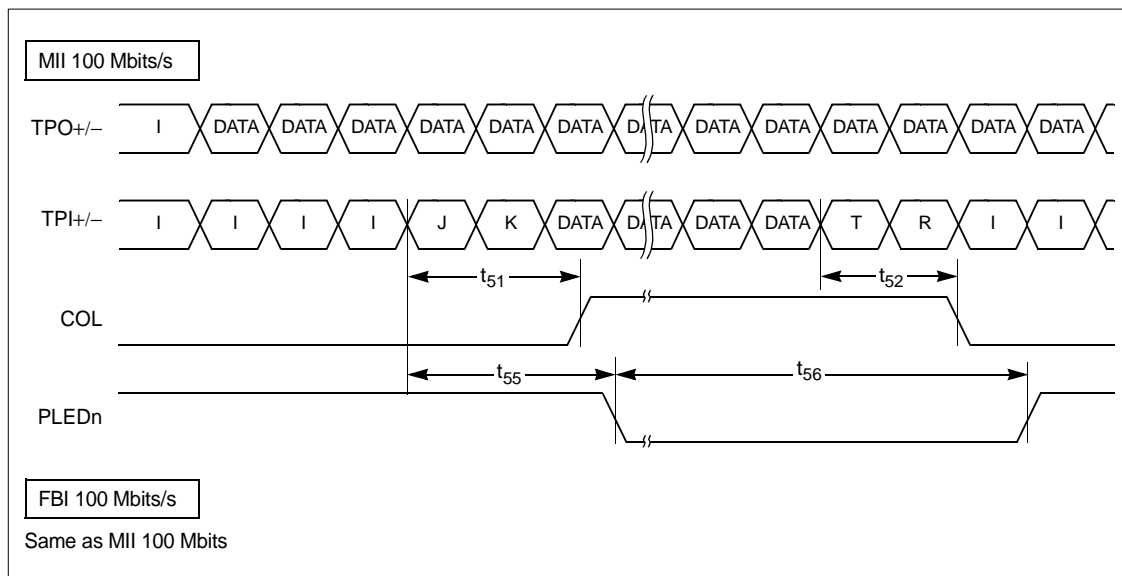 MII 100 Mbits/s
TPO+/− I DATA DATA DATA DATA DATA DATA DATA DATA DATA DATA DATA DATA DATA
TPI+/− I I I I J K DATA DATA DATA DATA T R I I
t51 t52
COL
t55 t56
PLEDn
FBI 100 Mbits/s
Same as MII 100 Mbits